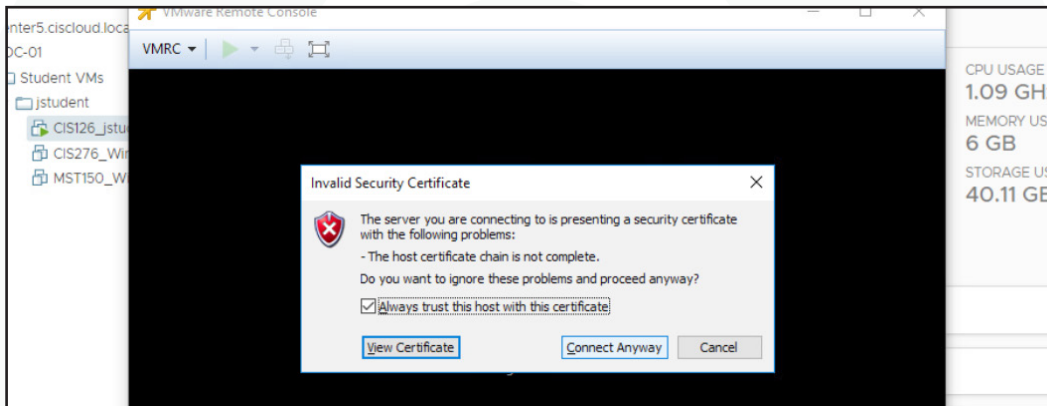 VMware Remote Console
nter5.ciscloud.loca
DC-01
Student VMs
jstudent
CIS126_jstu
CIS276_Wi
MST150_W
VMRC
CPU USAGE
1.09 GH
MEMORY US
6 GB
STORAGE US
40.11 GB
Invalid Security Certificate
The server you are connecting to is presenting a security certificate
with the following problems:
- The host certificate chain is not complete.
Do you want to ignore these problems and proceed anyway?
Always trust this host with this certificate
View Certificate
Connect Anyway
Cancel